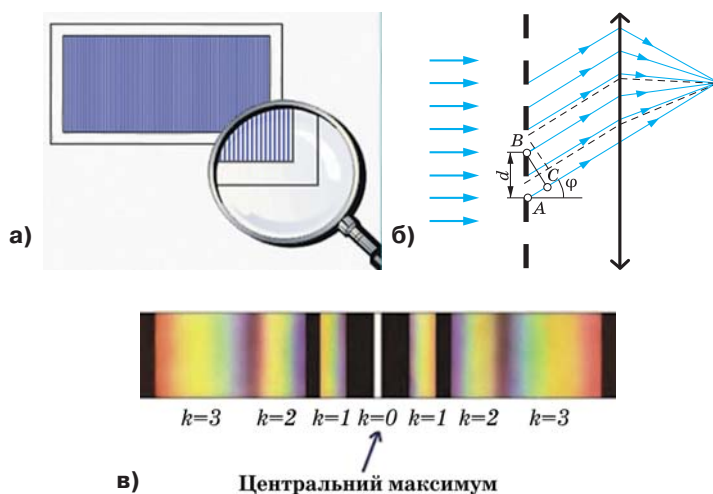 а)
б)
B
d
C
φ
A
k=3 k=2 k=1 k=0 k=1 k=2 k=3
в)
Центральний максимум